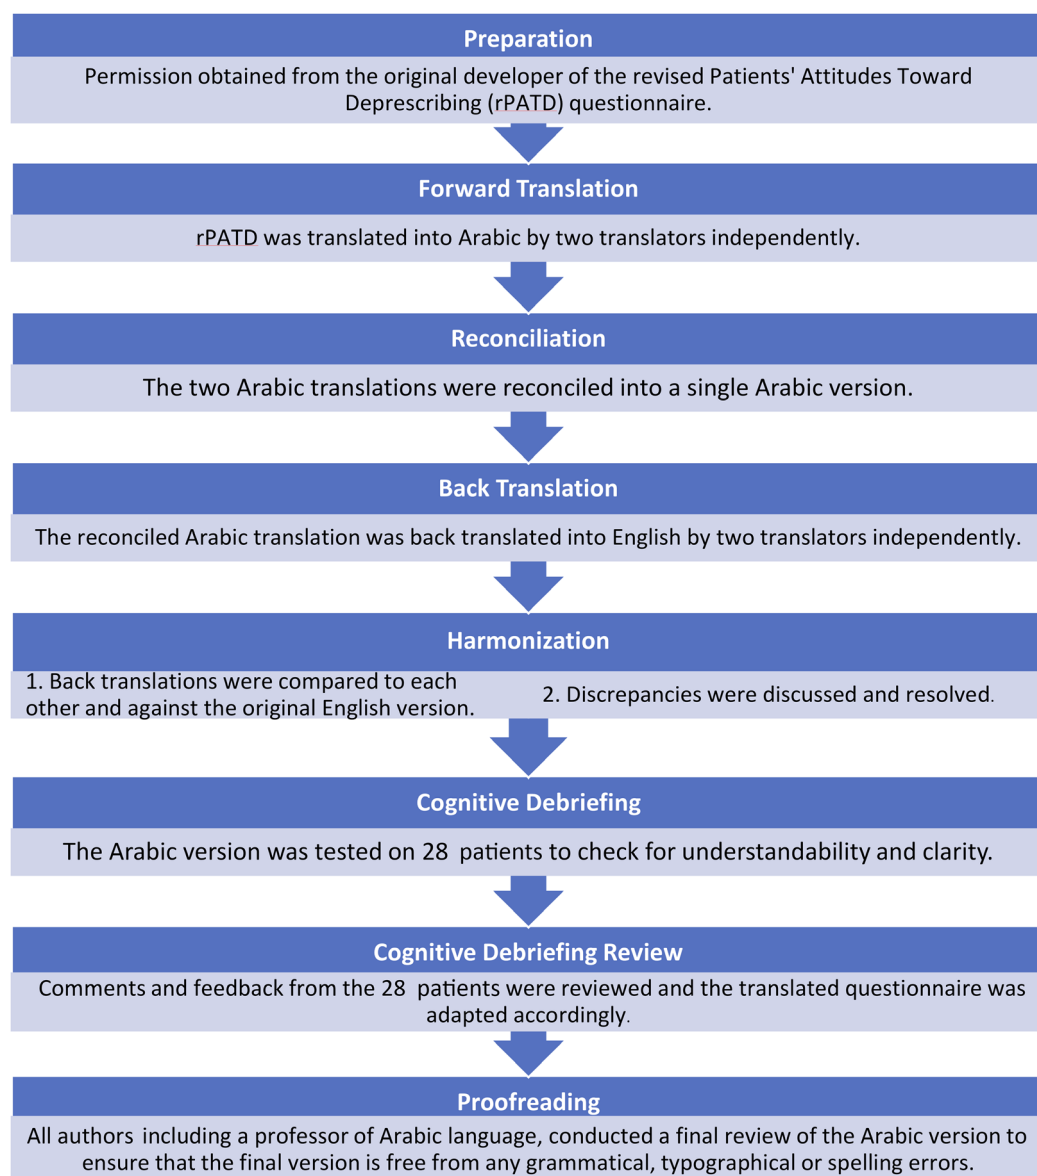 Preparation
Permission obtained from the original developer of the revised Patients' Attitudes Toward
Deprescribing (rPATD) questionnaire.
Forward Translation
rPATD was translated into Arabic by two translators independently.
Reconciliation
The two Arabic translations were reconciled into a single Arabic version.
Back Translation
The reconciled Arabic translation was back translated into English by two translators independently.
Harmonization
1. Back translations were compared to each
other and against the original English version.
2. Discrepancies were discussed and resolved.
Cognitive Debriefing
The Arabic version was tested on 28 patients to check for understandability and clarity.
Cognitive Debriefing Review
Comments and feedback from the 28 patients were reviewed and the translated questionnaire was
adapted accordingly.
Proofreading
All authors including a professor of Arabic language, conducted a final review of the Arabic version to
ensure that the final version is free from any grammatical, typographical or spelling errors.